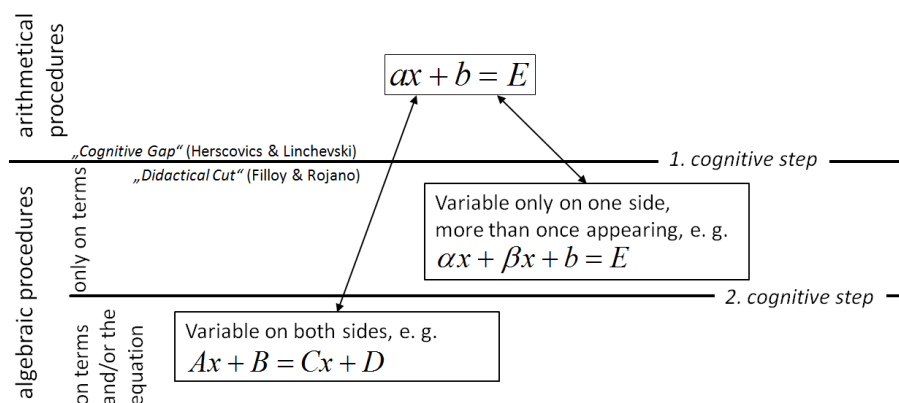 arithmetical
procedures
ax + b = E
„Cognitive Gap“ (Herscovics & Linchevski)
1. cognitive step
„Didactical Cut“ (Filloy & Rojano)
algebraic procedures
only on terms
Variable only on one side,
more than once appearing, e. g.
αx + βx + b = E
2. cognitive step
on terms
and/or the
equation
Variable on both sides, e. g.
Ax + B = Cx + D